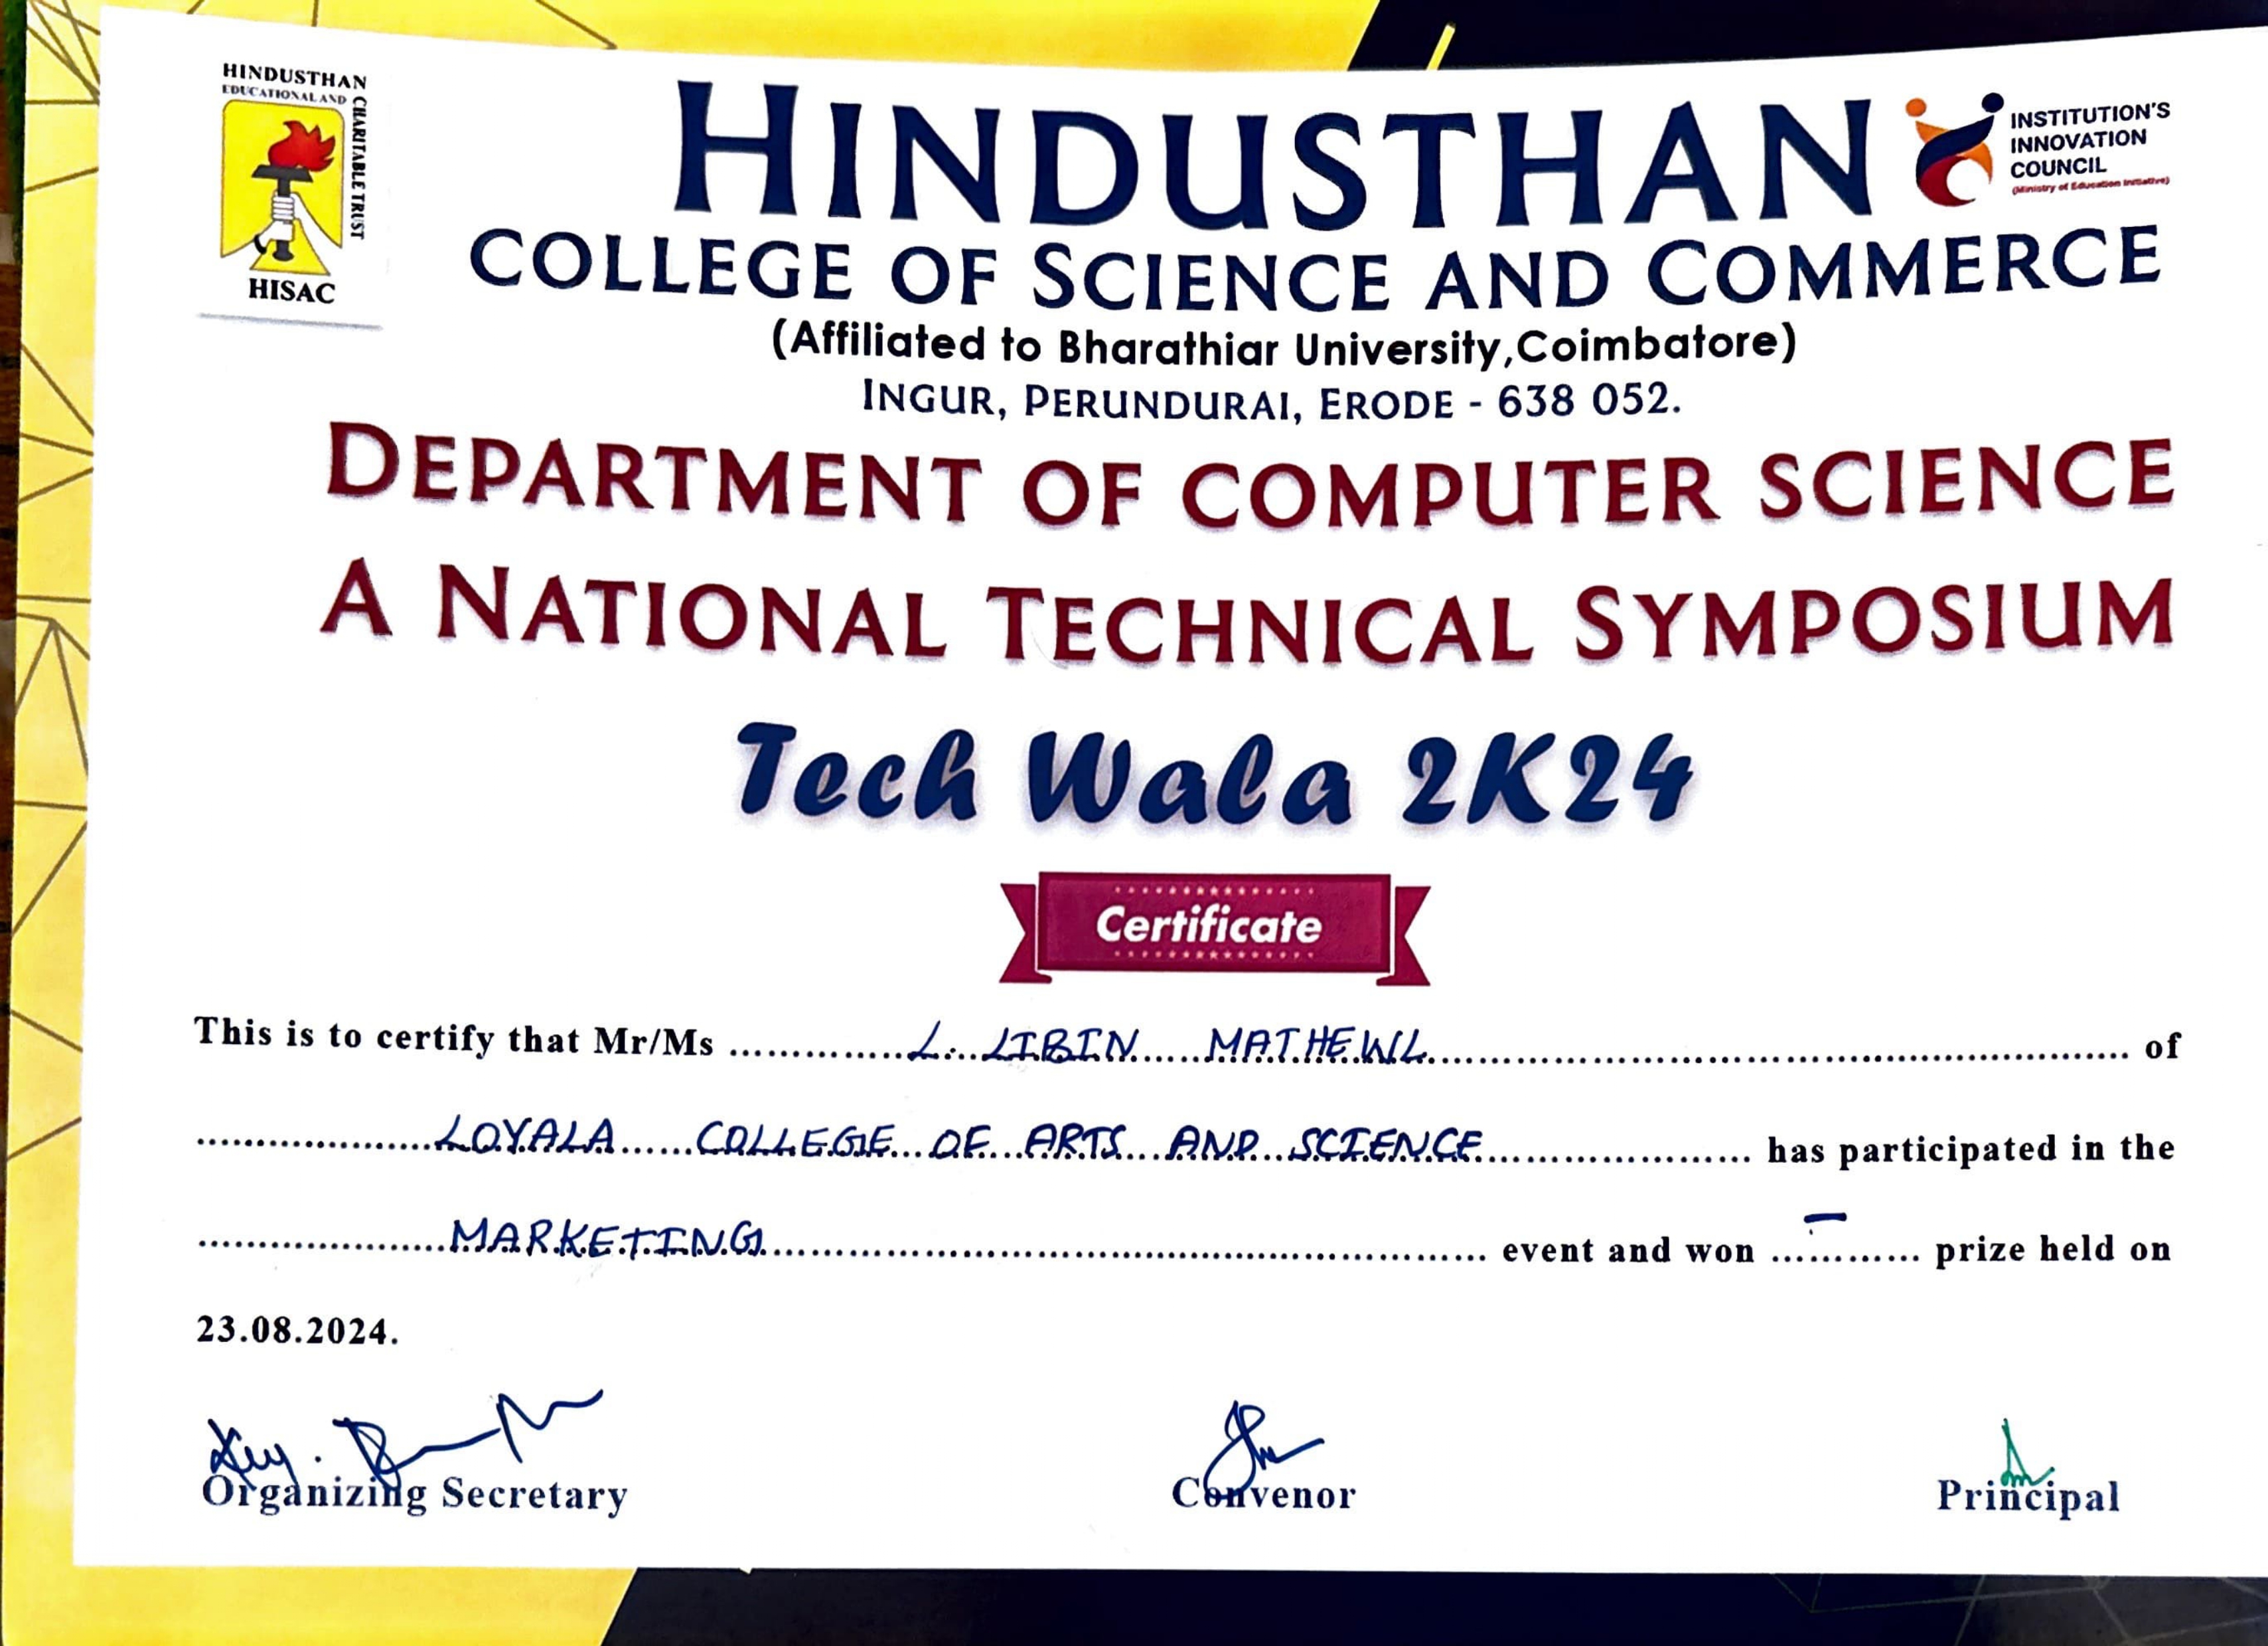 HINDUSTHAN
EDUCATIONAL AND
CHARITABLE TRUST
HISAC
HINDUSTHAN
COLLEGE OF SCIENCE AND COMMERCE
INSTITUTION'S
INNOVATION
COUNCIL
(Ministry of Education Initiative)
(Affiliated to Bharathiar University,Coimbatore)
INGUR, PERUNDURAI, ERODE - 638 052.
DEPARTMENT OF COMPUTER SCIENCE
A NATIONAL TECHNICAL SYMPOSIUM
Tech Wala 2K24
Certificate
This is to certify that Mr/Ms L. LIBIN MATHEWL of
LOYALA COLLEGE OF ARTS AND SCIENCE has participated in the
MARKETING event and won – prize held on
23.08.2024.
Organizing Secretary Convenor Principal